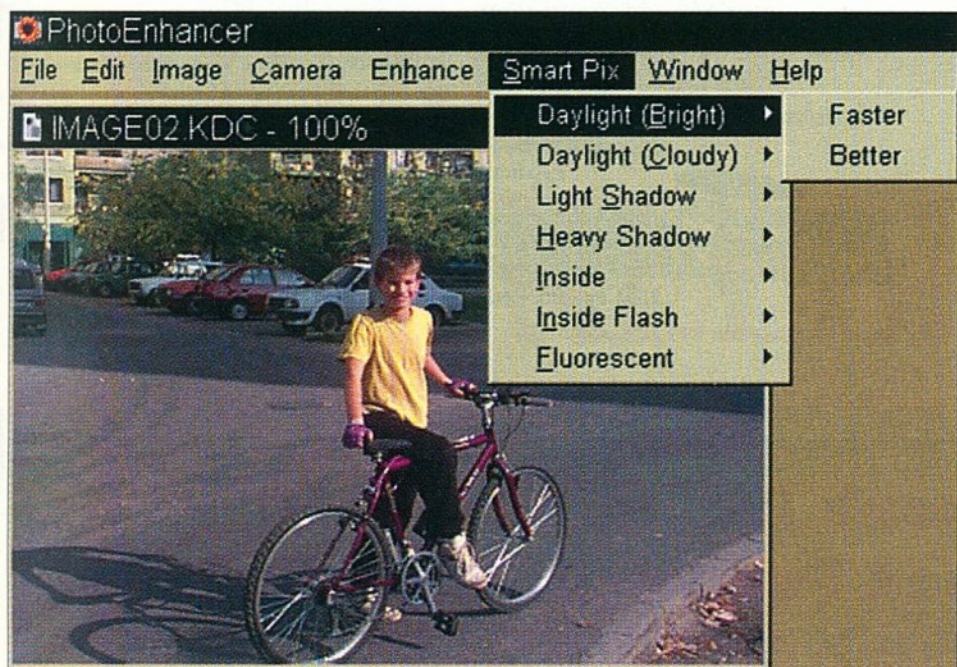 PhotoEnhancer
File Edit Image Camera Enhance Smart Pix Window Help
IMAGE02.KDC - 100%
Daylight (Bright)
Daylight (Cloudy)
Light Shadow
Heavy Shadow
Inside
Inside Flash
Fluorescent
Faster
Better